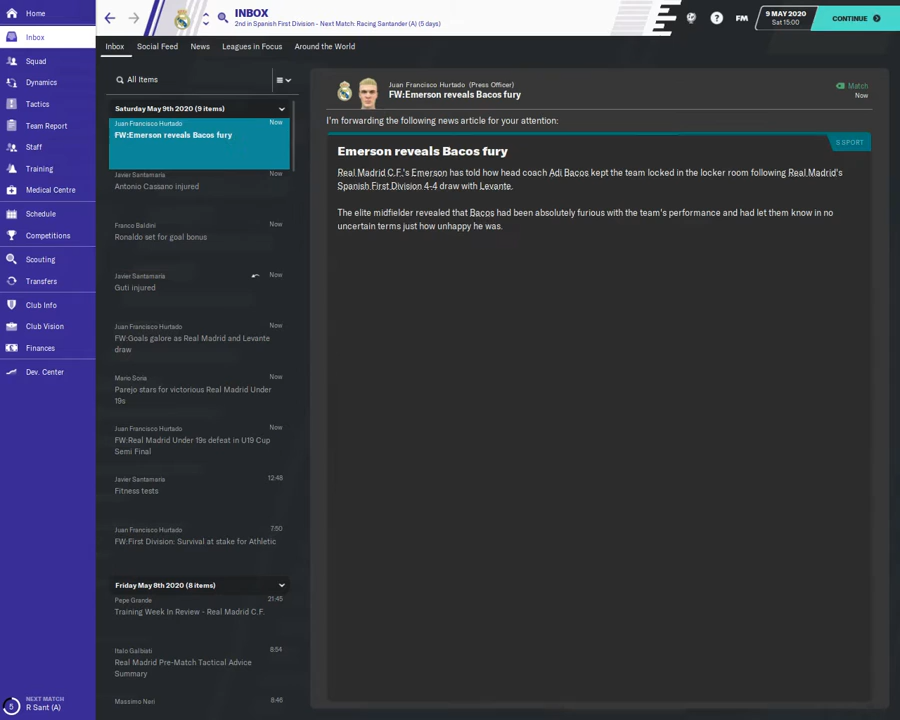 Home
Inbox
Squad
Dynamics
Tactics
Team Report
Staff
Training
Medical Centre
Schedule
Competitions
Scouting
Transfers
Club Info
Club Vision
Finances
Dev. Center
5
NEXT MATCH
R Sant (A)
INBOX
2nd in Spanish First Division - Next Match: Racing Santander (A) (5 days)
?
FM
9 MAY 2020
Sat 15:00
CONTINUE
Inbox
Social Feed
News
Leagues in Focus
Around the World
All Items
Saturday May 9th 2020 (9 items)
Juan Francisco Hurtado
Now
FW:Emerson reveals Bacos fury
Javier Santamaria
Now
Antonio Cassano injured
Franco Baldini
Now
Ronaldo set for goal bonus
Javier Santamaria
Now
Guti injured
Juan Francisco Hurtado
Now
FW:Goals galore as Real Madrid and Levante
draw
Mario Soria
Now
Parejo stars for victorious Real Madrid Under
19s
Juan Francisco Hurtado
Now
FW:Real Madrid Under 19s defeat in U19 Cup
Semi Final
Javier Santamaria
12:48
Fitness tests
Juan Francisco Hurtado
7:50
FW:First Division: Survival at stake for Athletic
Friday May 8th 2020 (8 items)
Pepe Grande
21:45
Training Week In Review - Real Madrid C.F.
Italo Galbiati
8:54
Real Madrid Pre-Match Tactical Advice
Summary
Massimo Neri
8:46
Juan Francisco Hurtado (Press Officer)
FW:Emerson reveals Bacos fury
Match
Now
I'm forwarding the following news article for your attention:
S SPORT
Emerson reveals Bacos fury
Real Madrid C.F.'s Emerson has told how head coach Adi Bacos kept the team locked in the locker room following Real Madrid's
Spanish First Division 4-4 draw with Levante.
The elite midfielder revealed that Bacos had been absolutely furious with the team's performance and had let them know in no
uncertain terms just how unhappy he was.